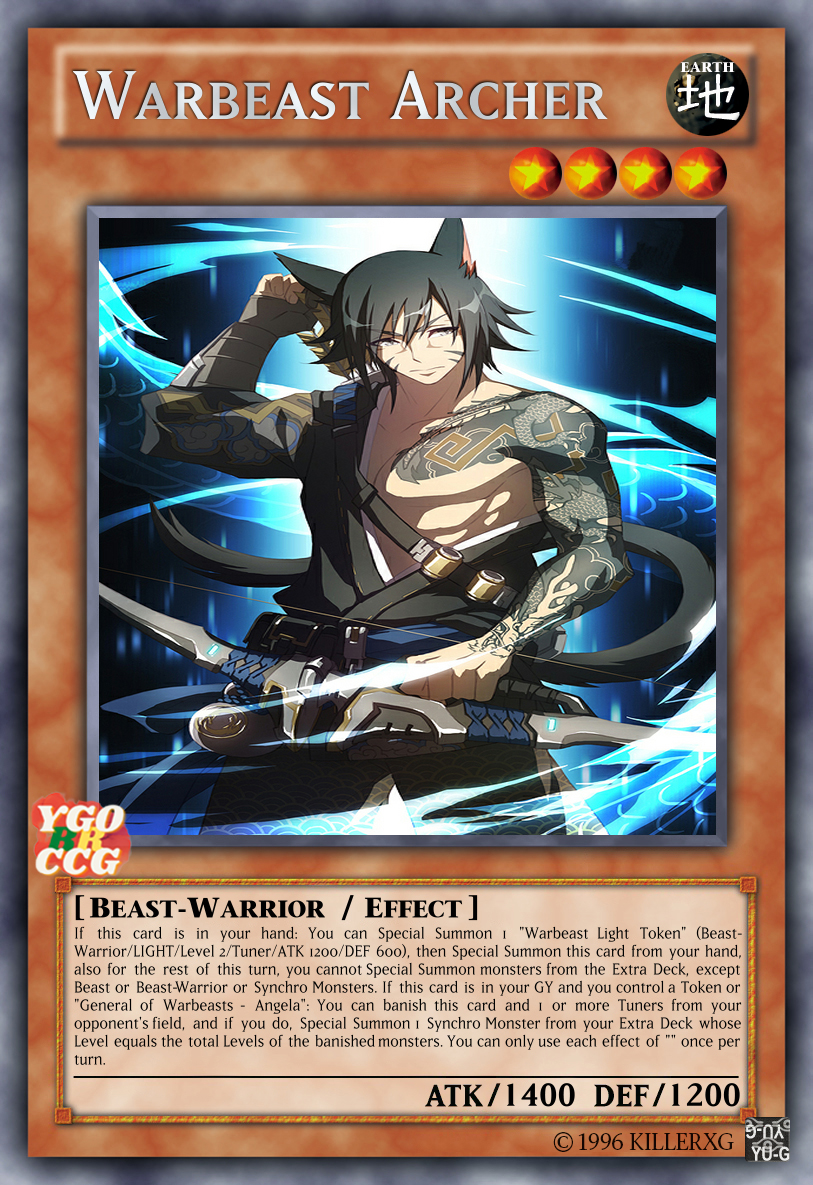 WARBEAST ARCHER
EARTH
地
YGO
RR
CCG
[ BEAST-WARRIOR / EFFECT ]
If this card is in your hand: You can Special Summon 1 "Warbeast Light Token" (Beast-
Warrior/LIGHT/Level 2/Tuner/ATK 1200/DEF 600), then Special Summon this card from your hand,
also for the rest of this turn, you cannot Special Summon monsters from the Extra Deck, except
Beast or Beast-Warrior or Synchro Monsters. If this card is in your GY and you control a Token or
"General of Warbeasts - Angela": You can banish this card and 1 or more Tuners from your
opponent's field, and if you do, Special Summon 1 Synchro Monster from your Extra Deck whose
Level equals the total Levels of the banished monsters. You can only use each effect of "" once per
turn.
ATK/1400 DEF/1200
© 1996 KILLERXG
YU-G
YU-G